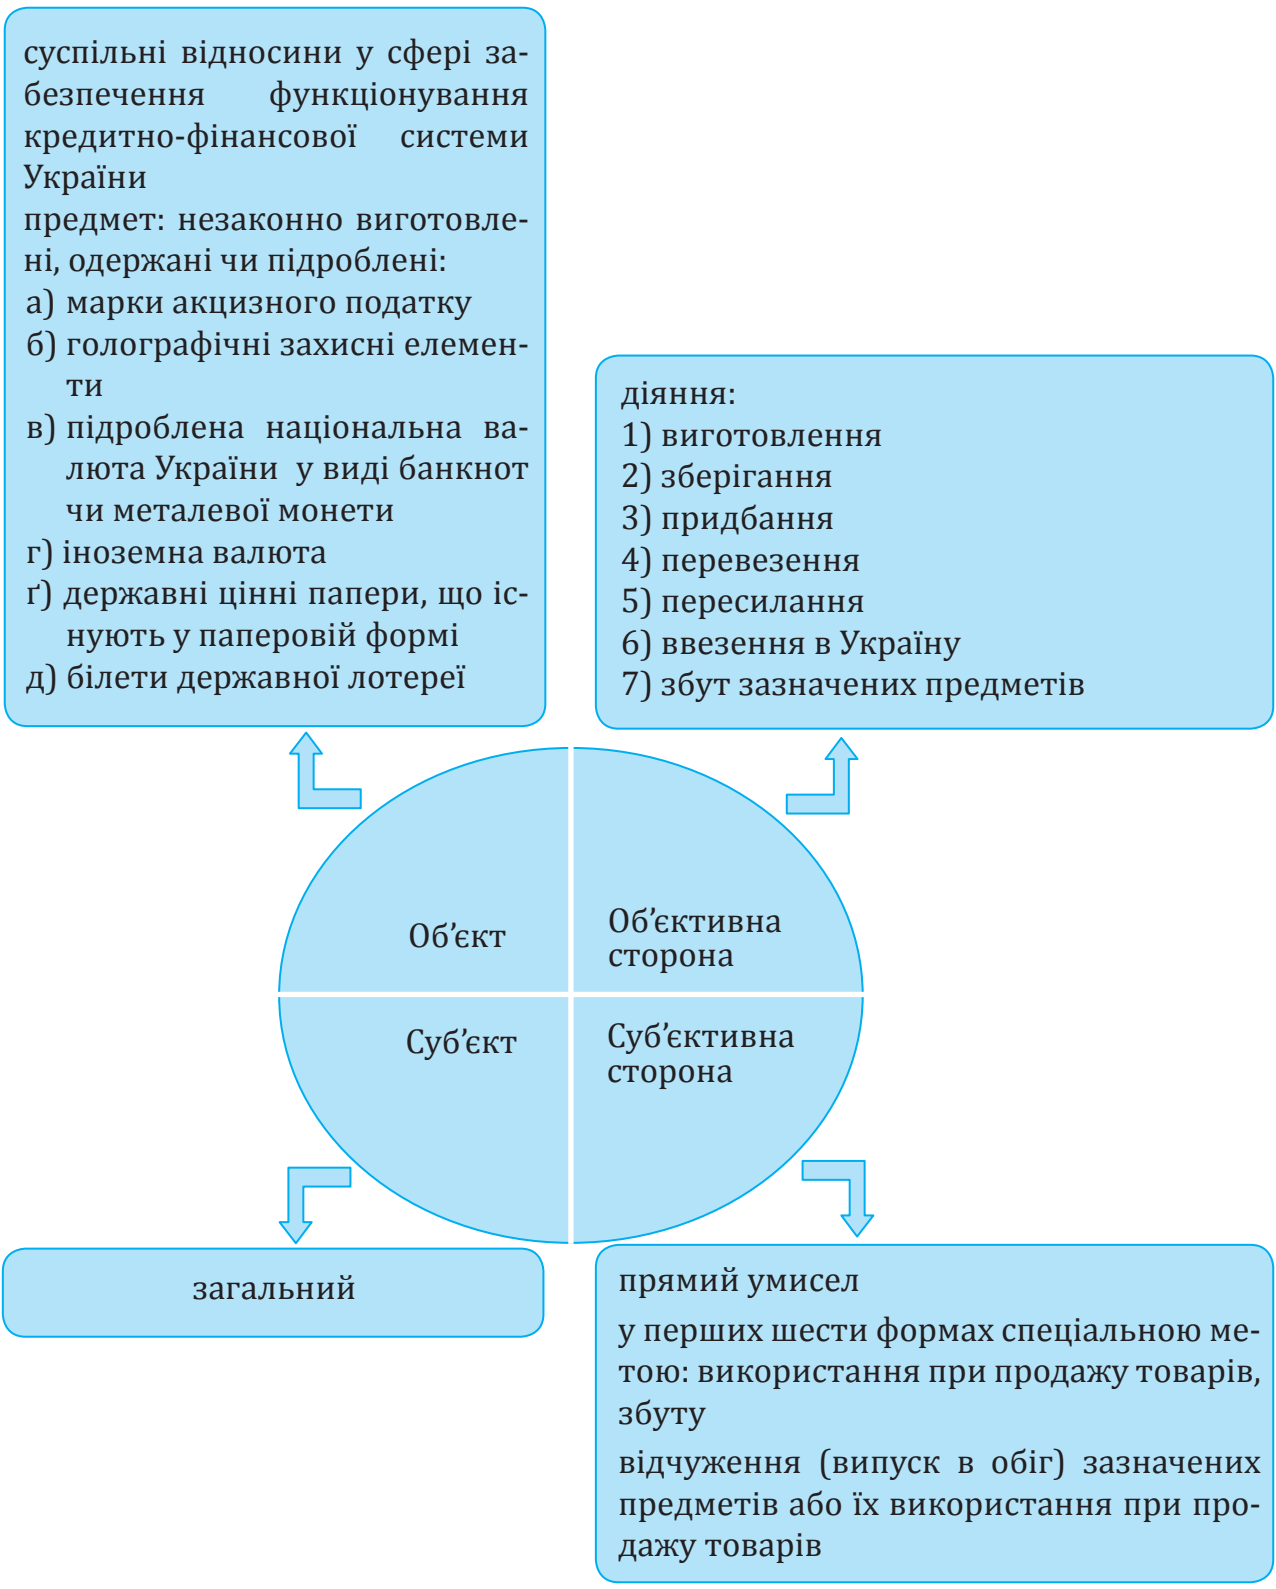 суспільні відносини у сфері за-
безпечення функціонування
кредитно-фінансової системи
України
предмет: незаконно виготовле-
ні, одержані чи підроблені:
а) марки акцизного податку
б) голографічні захисні елемен-
ти
в) підроблена національна ва-
люта України у виді банкнот
чи металевої монети
г) іноземна валюта
ґ) державні цінні папери, що іс-
нують у паперовій формі
д) білети державної лотереї
діяння:
1) виготовлення
2) зберігання
3) придбання
4) перевезення
5) пересилання
6) ввезення в Україну
7) збут зазначених предметів
Об’єкт
Об’єктивна
сторона
Суб’єкт
Суб’єктивна
сторона
загальний
прямий умисел
у перших шести формах спеціальною ме-
тою: використання при продажу товарів,
збуту
відчуження (випуск в обіг) зазначених
предметів або їх використання при про-
дажу товарів